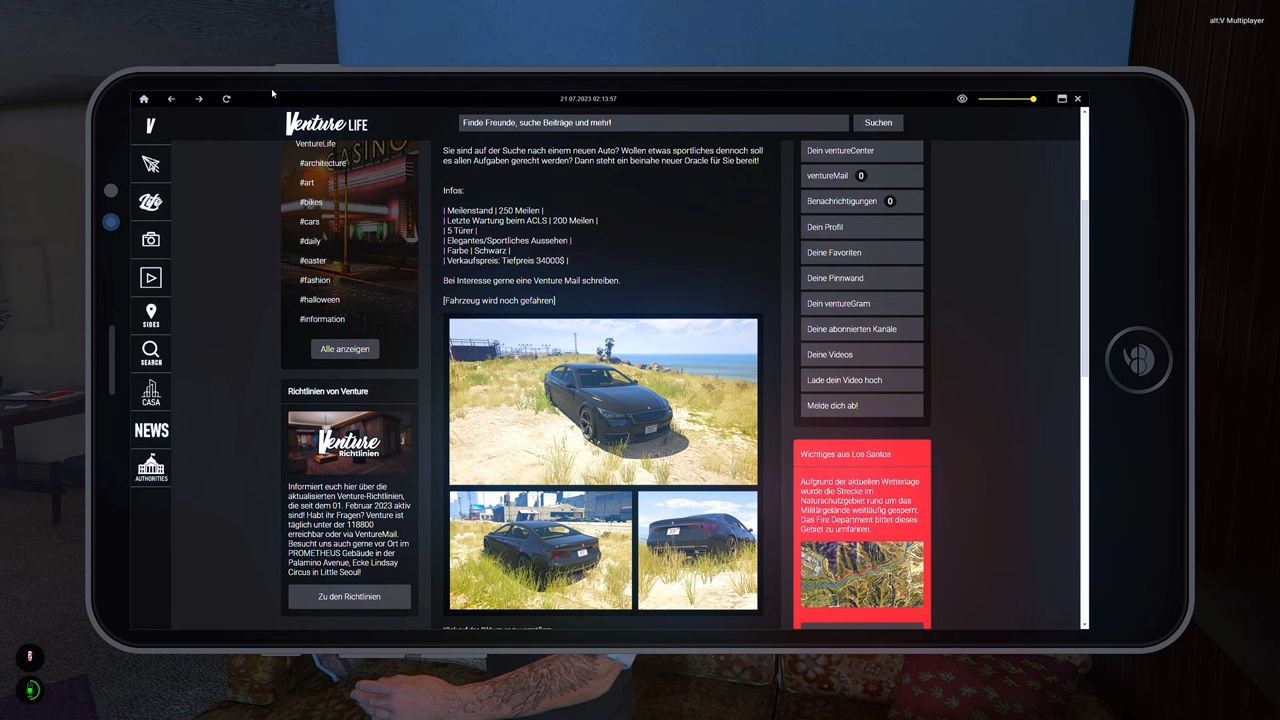 alt:V Multiplayer
21.07.2023 02:13:57
Venture LIFE
Finde Freunde, suche Beiträge und mehr!
Suchen
V
Life
SIDES
SEARCH
CASA
NEWS
AUTHORITIES
CASINO
VentureLife
#architecture
#art
#bikes
#cars
#daily
#easter
#fashion
#halloween
#information
Alle anzeigen
Richtlinien von Venture
Venture
Richtlinien
Informiert euch hier über die
aktualisierten Venture-Richtlinien,
die seit dem 01. Februar 2023 aktiv
sind! Habt ihr Fragen? Venture ist
täglich unter der 118800
erreichbar oder via VentureMail.
Besucht uns auch gerne vor Ort im
PROMETHEUS Gebäude in der
Palamino Avenue, Ecke Lindsay
Circus in Little Seoul!
Zu den Richtlinien
Sie sind auf der Suche nach einem neuen Auto? Wollen etwas sportliches dennoch soll
es allen Aufgaben gerecht werden? Dann steht ein beinahe neuer Oracle für Sie bereit!
Infos:
| Meilenstand | 250 Meilen |
| Letzte Wartung beim ACLS | 200 Meilen |
| 5 Türer |
| Elegantes/Sportliches Aussehen |
| Farbe | Schwarz |
| Verkaufspreis: Tiefpreis 34000$ |
Bei Interesse gerne eine Venture Mail schreiben.
[Fahrzeug wird noch gefahren]
Dein ventureCenter
ventureMail 0
Benachrichtigungen 0
Dein Profil
Deine Favoriten
Deine Pinnwand
Dein ventureGram
Deine abonnierten Kanäle
Deine Videos
Lade dein Video hoch
Melde dich ab!
Wichtiges aus Los Santos
Aufgrund der aktuellen Wetterlage
wurde die Strecke im
Naturschutzgebiet rund um das
Militärgelände weitläufig gesperrt.
Das Fire Department bittet dieses
Gebiet zu umfahren.